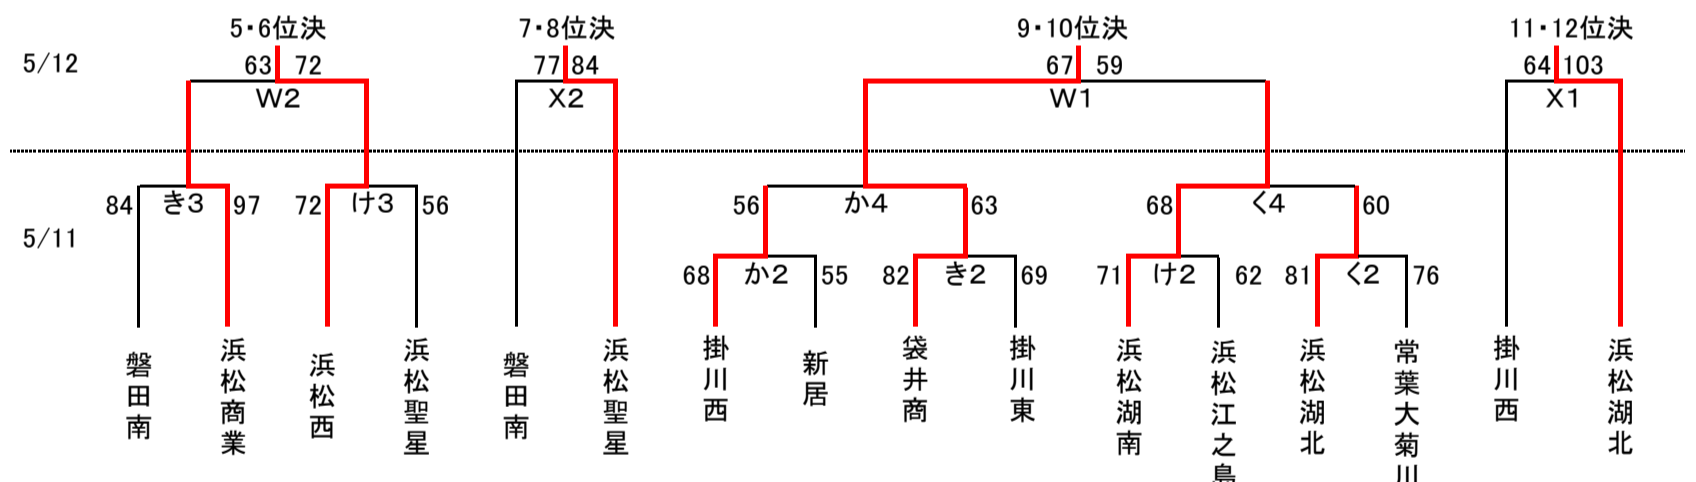 5・6位決 7・8位決 9・10位決 11・12位決
5/12 63 72 77 84 67 59 64 103
W2 X2 W1 X1
84 き3 97 72 け3 56 56 か4 63 68 く4 60
5/11
68 か2 55 82 き2 69 71 け2 62 81 く2 76
磐田南
浜松商業
浜松西
浜松聖星
磐田南
浜松聖星
掛川西
新居
袋井商
掛川東
浜松湖南
浜松江之島
浜松湖北
常葉大菊川
掛川西
浜松湖北